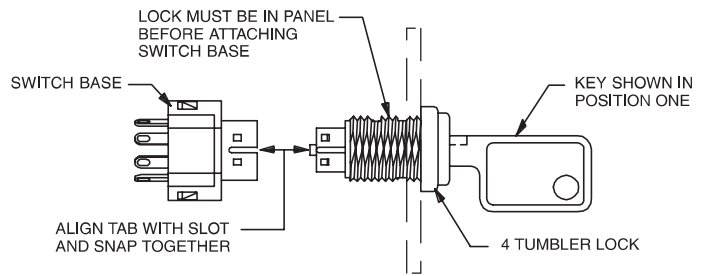 LOCK MUST BE IN PANEL
BEFORE ATTACHING
SWITCH BASE
SWITCH BASE
KEY SHOWN IN
POSITION ONE
ALIGN TAB WITH SLOT
AND SNAP TOGETHER
4 TUMBLER LOCK